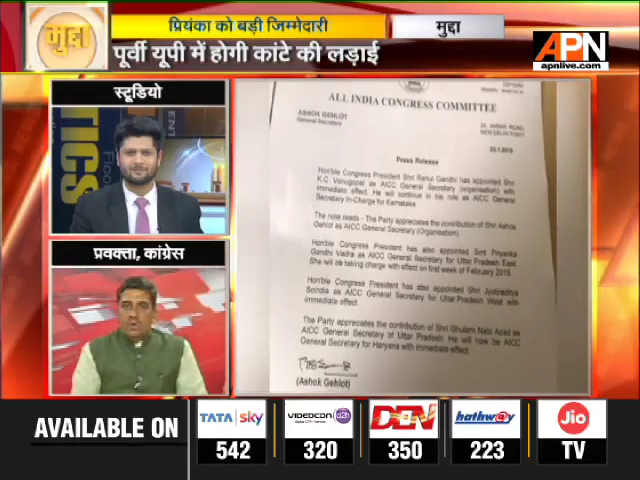 मुद्दा
प्रियंका को बड़ी जिम्मेदारी
मुद्दा
पूर्वी यूपी में होगी कांटे की लड़ाई
APN
apnlive.com
स्टूडियो
TICS
प्रवक्ता, कांग्रेस
ALL INDIA CONGRESS COMMITTEE
ASHOK GEHLOT
General Secretary
24, AKBAR ROAD,
NEW DELHI
23.1.2019
Press Release
Hon'ble Congress President Shri Rahul Gandhi has appointed Shri
K.C. Venugopal as AICC General Secretary (organisation) with
immediate effect. He will continue in his role as AICC General
Secretary In-Charge for Karnataka
The note reads - The Party appreciates the contribution of Shri Ashok
Gehlot as AICC General Secretary (Organisation).
Hon'ble Congress President has also appointed Smt Priyanka
Gandhi Vadra as AICC General Secretary for Uttar Pradesh East.
She will be taking charge with effect on first week of February 2019.
Hon'ble Congress President has also appointed Shri Jyotiraditya
Scindia as AICC General Secretary for Uttar Pradesh West with
immediate effect.
The Party appreciates the contribution of Shri Ghulam Nabi Azad as
AICC General Secretary of Uttar Pradesh. He will now be AICC
General Secretary for Haryana with immediate effect.
(Ashok Gehlot)
AVAILABLE ON
TATA sky
542
VIDEOCON d2h
320
DEN
350
hathway
223
Jio
TV